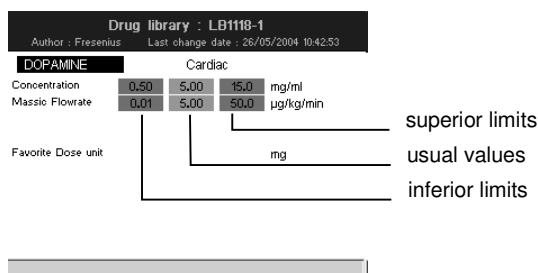 Drug library : LB1118-1
Author : Fresenius Last change date : 26/05/2004 10:42:53
DOPAMINE Cardiac
Concentration 0.50 5.00 15.0 mg/ml
Massic Flowrate 0.01 5.00 50.0 µg/kg/min
superior limits
Favorite Dose unit mg usual values
inferior limits